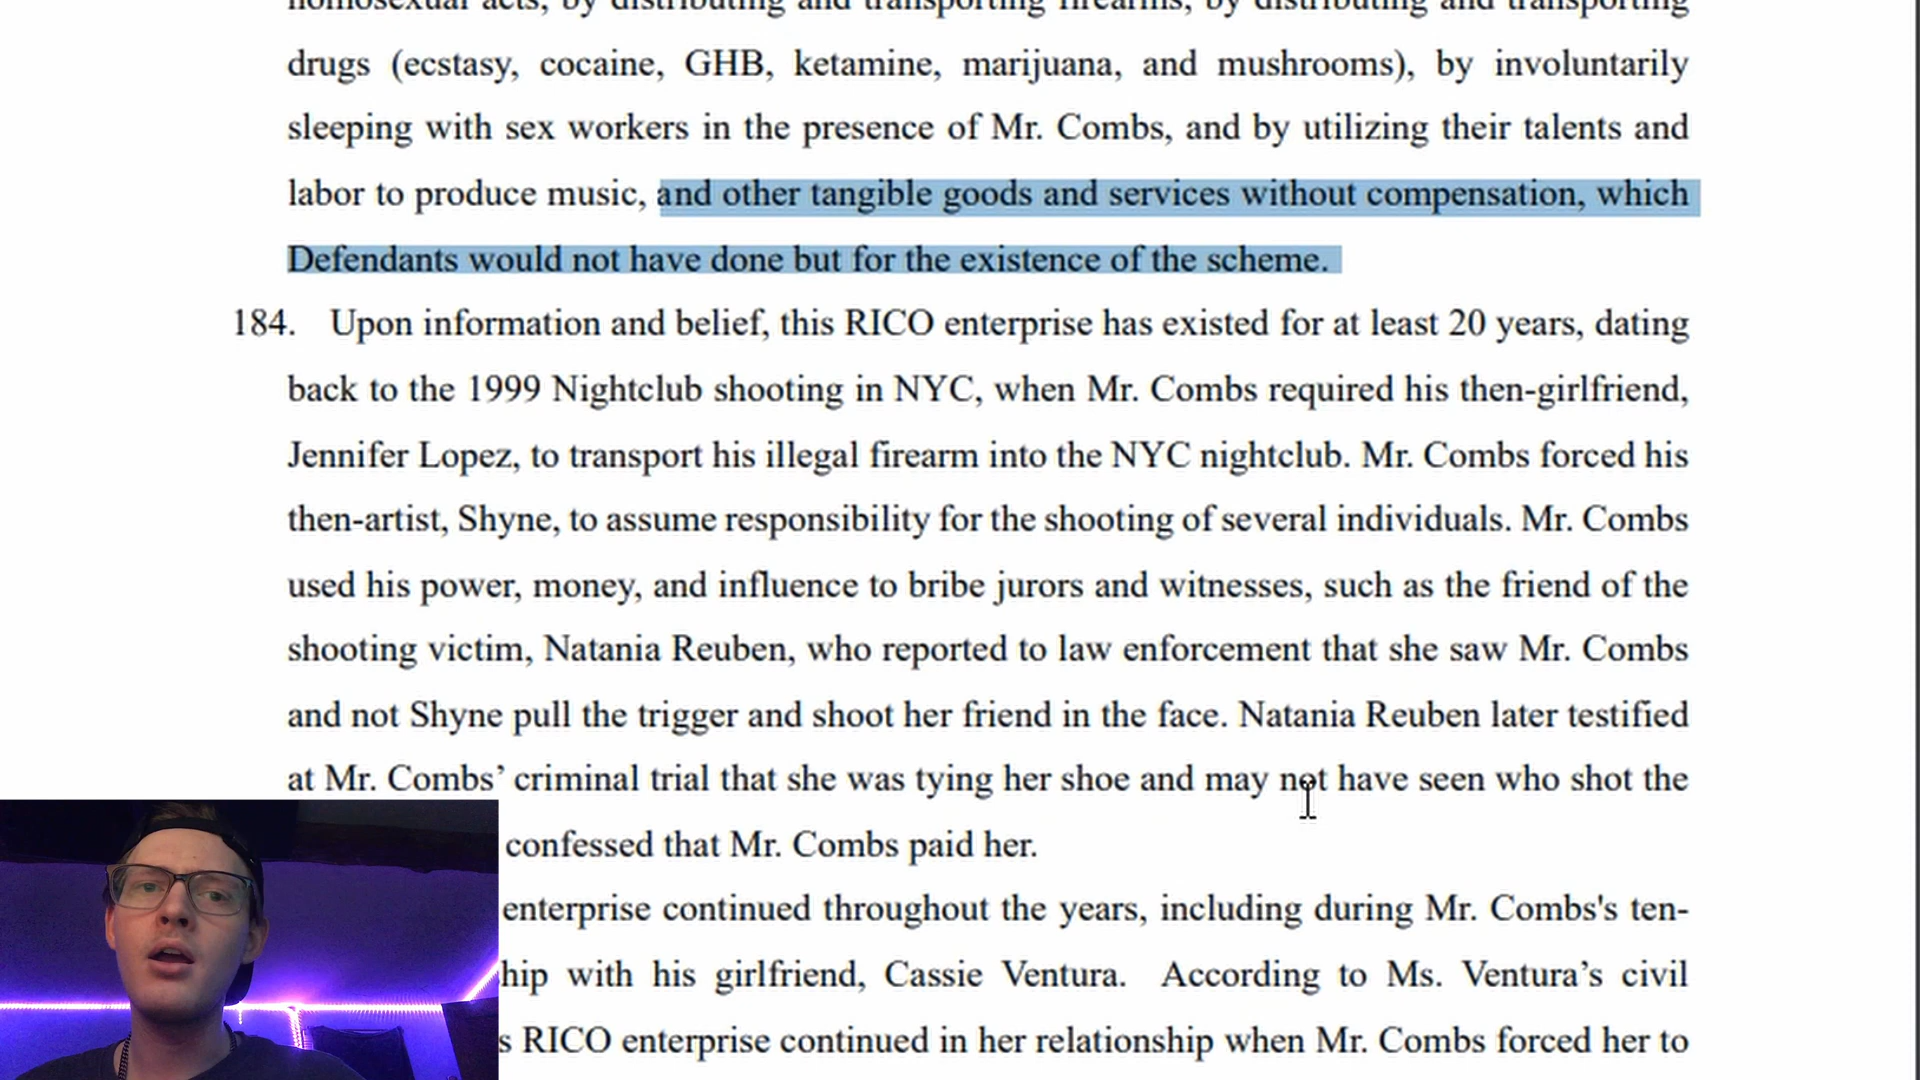 homosexual acts, by distributing and transporting firearms, by distributing and transporting
drugs (ecstasy, cocaine, GHB, ketamine, marijuana, and mushrooms), by involuntarily
sleeping with sex workers in the presence of Mr. Combs, and by utilizing their talents and
labor to produce music, and other tangible goods and services without compensation, which
Defendants would not have done but for the existence of the scheme.
184. Upon information and belief, this RICO enterprise has existed for at least 20 years, dating
back to the 1999 Nightclub shooting in NYC, when Mr. Combs required his then-girlfriend,
Jennifer Lopez, to transport his illegal firearm into the NYC nightclub. Mr. Combs forced his
then-artist, Shyne, to assume responsibility for the shooting of several individuals. Mr. Combs
used his power, money, and influence to bribe jurors and witnesses, such as the friend of the
shooting victim, Natania Reuben, who reported to law enforcement that she saw Mr. Combs
and not Shyne pull the trigger and shoot her friend in the face. Natania Reuben later testified
at Mr. Combs’ criminal trial that she was tying her shoe and may not have seen who shot the
confessed that Mr. Combs paid her.
enterprise continued throughout the years, including during Mr. Combs's ten-
hip with his girlfriend, Cassie Ventura. According to Ms. Ventura’s civil
s RICO enterprise continued in her relationship when Mr. Combs forced her to